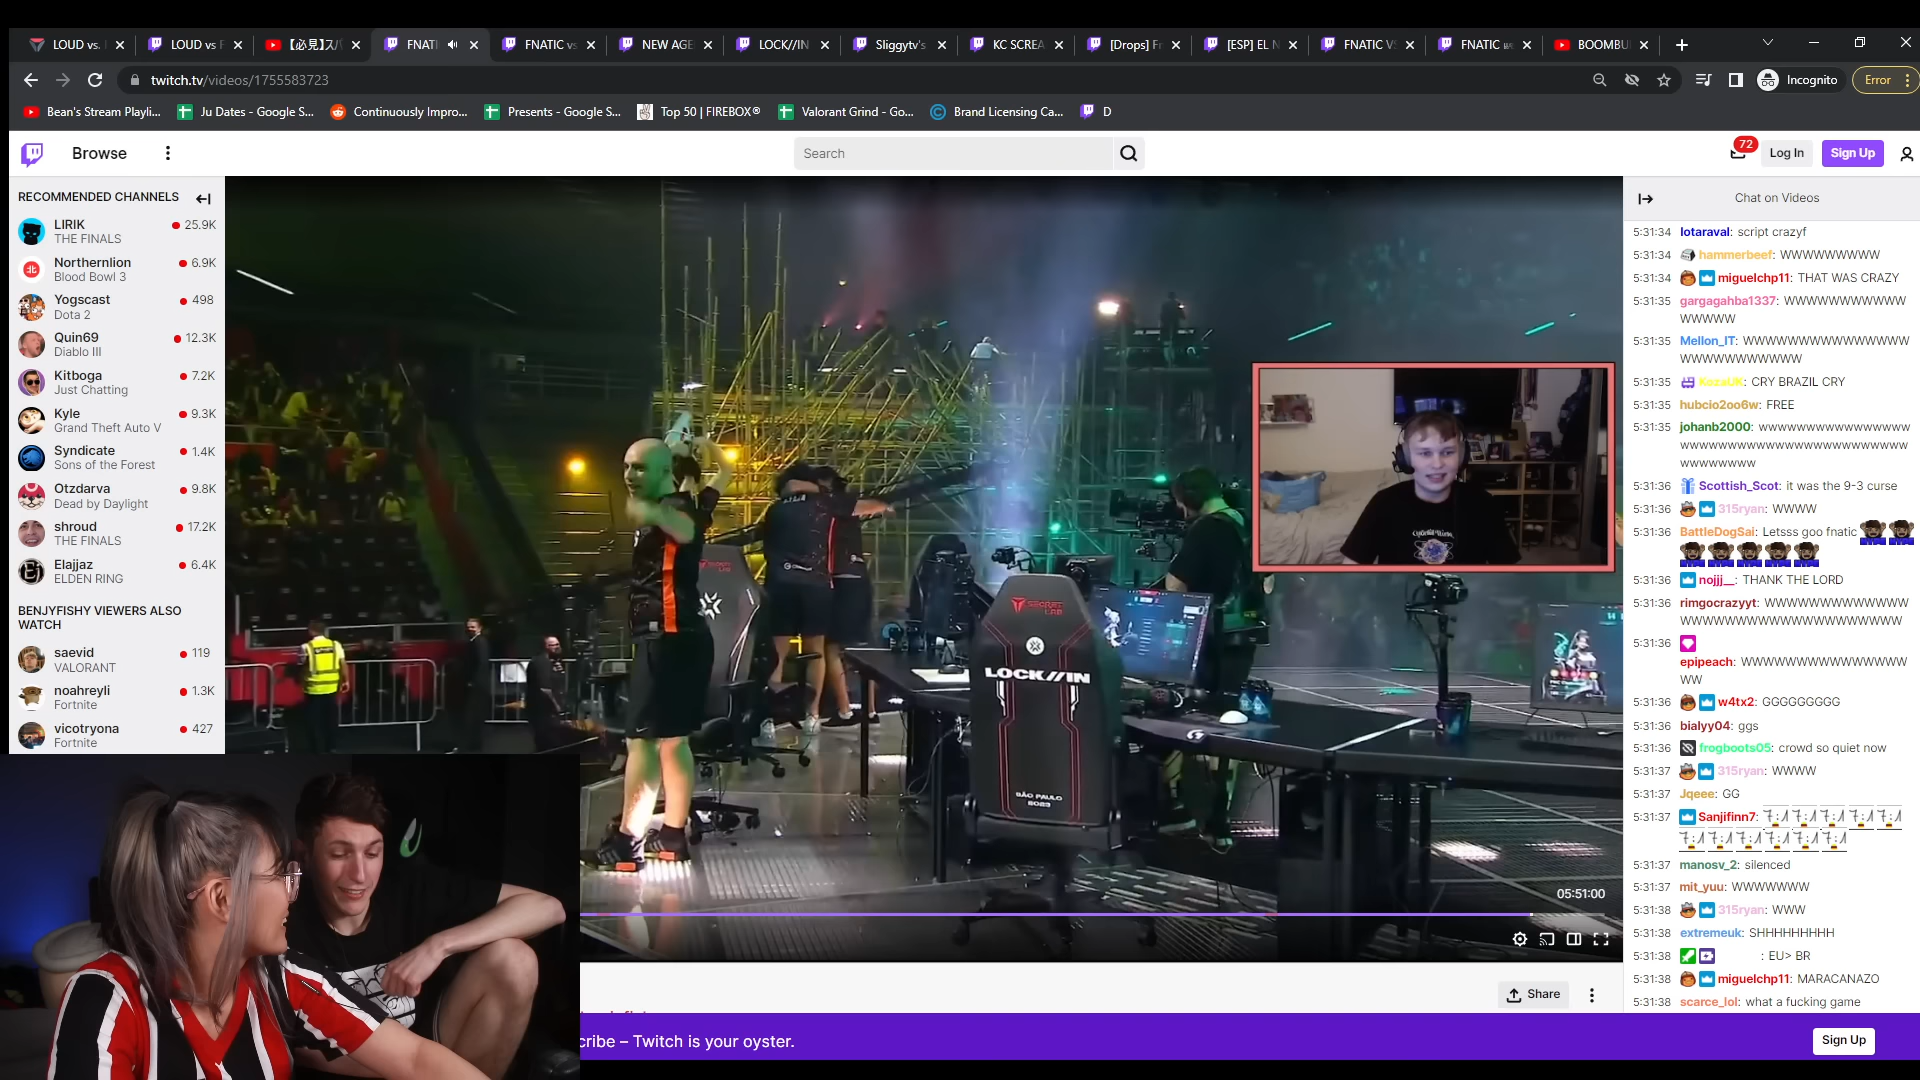 LOUD vs.
LOUD vs F
【必見】ス
FNATI
FNATIC vs
NEW AGE
LOCK//IN
Sliggytv's
KC SCREA
[Drops] F
[ESP] EL N
FNATIC VS
FNATIC
BOOMBU
twitch.tv/videos/1755583723
Incognito
Error
Bean's Stream Playli...
Ju Dates - Google S...
Continuously Impro...
Presents - Google S...
Top 50 | FIREBOX®
Valorant Grind - Go...
Brand Licensing Ca...
D
Browse
Search
72
Log In
Sign Up
RECOMMENDED CHANNELS
LIRIK 25.9K
THE FINALS
Northernlion 6.9K
Blood Bowl 3
Yogscast 498
Dota 2
Quin69 12.3K
Diablo III
Kitboga 7.2K
Just Chatting
Kyle 9.3K
Grand Theft Auto V
Syndicate 1.4K
Sons of the Forest
Otzdarva 9.8K
Dead by Daylight
shroud 17.2K
THE FINALS
Elajjaz 6.4K
ELDEN RING
BENJYFISHY VIEWERS ALSO
WATCH
saevid 119
VALORANT
noahreyli 1.3K
Fortnite
vicotryona 427
Fortnite
SECRET
LAB
LOCK//IN
SÃO PAULO
2023
05:51:00
Share
cribe – Twitch is your oyster.
Sign Up
Chat on Videos
5:31:34 lotaraval: script crazyf
5:31:34 hammerbeef: WWWWWWWWW
5:31:34 miguelchp11: THAT WAS CRAZY
5:31:35 gargagahba1337: WWWWWWWWWWW
WWWWW
5:31:35 Mellon_IT: WWWWWWWWWWWWWWW
WWWWWWWWWWW
5:31:35 KozaUK: CRY BRAZIL CRY
5:31:35 hubcio2oo6w: FREE
5:31:35 johanb2000: wwwwwwwwwwwwwwww
wwwwwwwwwwwwwwwwwwwwwwww
wwwwwwww
5:31:36 Scottish_Scot: it was the 9-3 curse
5:31:36 315ryan: WWWW
5:31:36 BattleDogSai: Letsss goo fnatic
5:31:36 nojjj__: THANK THE LORD
5:31:36 rimgocrazyyt: WWWWWWWWWWWWW
WWWWWWWWWWWWWWWWWWWW
5:31:36
epipeach: WWWWWWWWWWWWWWW
WW
5:31:36 w4tx2: GGGGGGGGG
5:31:36 bialyy04: ggs
5:31:36 frogboots05: crowd so quiet now
5:31:37 315ryan: WWWW
5:31:37 Jqeee: GG
5:31:37 Sanjifinn7:
5:31:37 manosv_2: silenced
5:31:37 mit_yuu: WWWWWWW
5:31:38 315ryan: WWW
5:31:38 extremeuk: SHHHHHHHHH
5:31:38 : EU> BR
5:31:38 miguelchp11: MARACANAZO
5:31:38 scarce_lol: what a fucking game